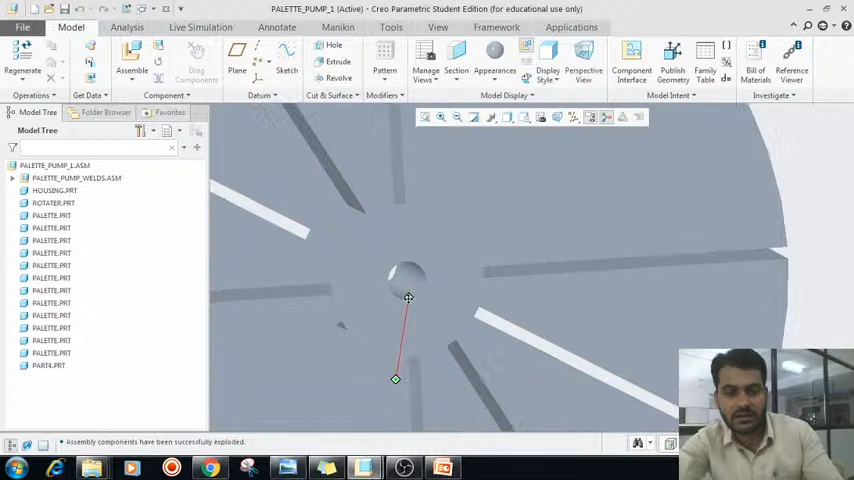 PALETTE_PUMP_1 (Active) - Creo Parametric Student Edition (for educational use only)
File Model Analysis Live Simulation Annotate Manikin Tools View Framework Applications
Regenerate Assemble Drag Components Plane Sketch Hole Extrude Revolve Pattern Manage Views Section Appearances Display Style Perspective View Component Interface Publish Geometry Family Table Bill of Materials Reference Viewer
Operations Get Data Component Datum Cut & Surface Modifiers Model Display Model Intent Investigate
Model Tree Folder Browser Favorites
Model Tree
PALETTE_PUMP_1.ASM
PALETTE_PUMP_WELDS.ASM
HOUSING.PRT
ROTATER.PRT
PALETTE.PRT
PALETTE.PRT
PALETTE.PRT
PALETTE.PRT
PALETTE.PRT
PALETTE.PRT
PALETTE.PRT
PALETTE.PRT
PALETTE.PRT
PALETTE.PRT
PALETTE.PRT
PALETTE.PRT
PART4.PRT
Assembly components have been successfully exploded.